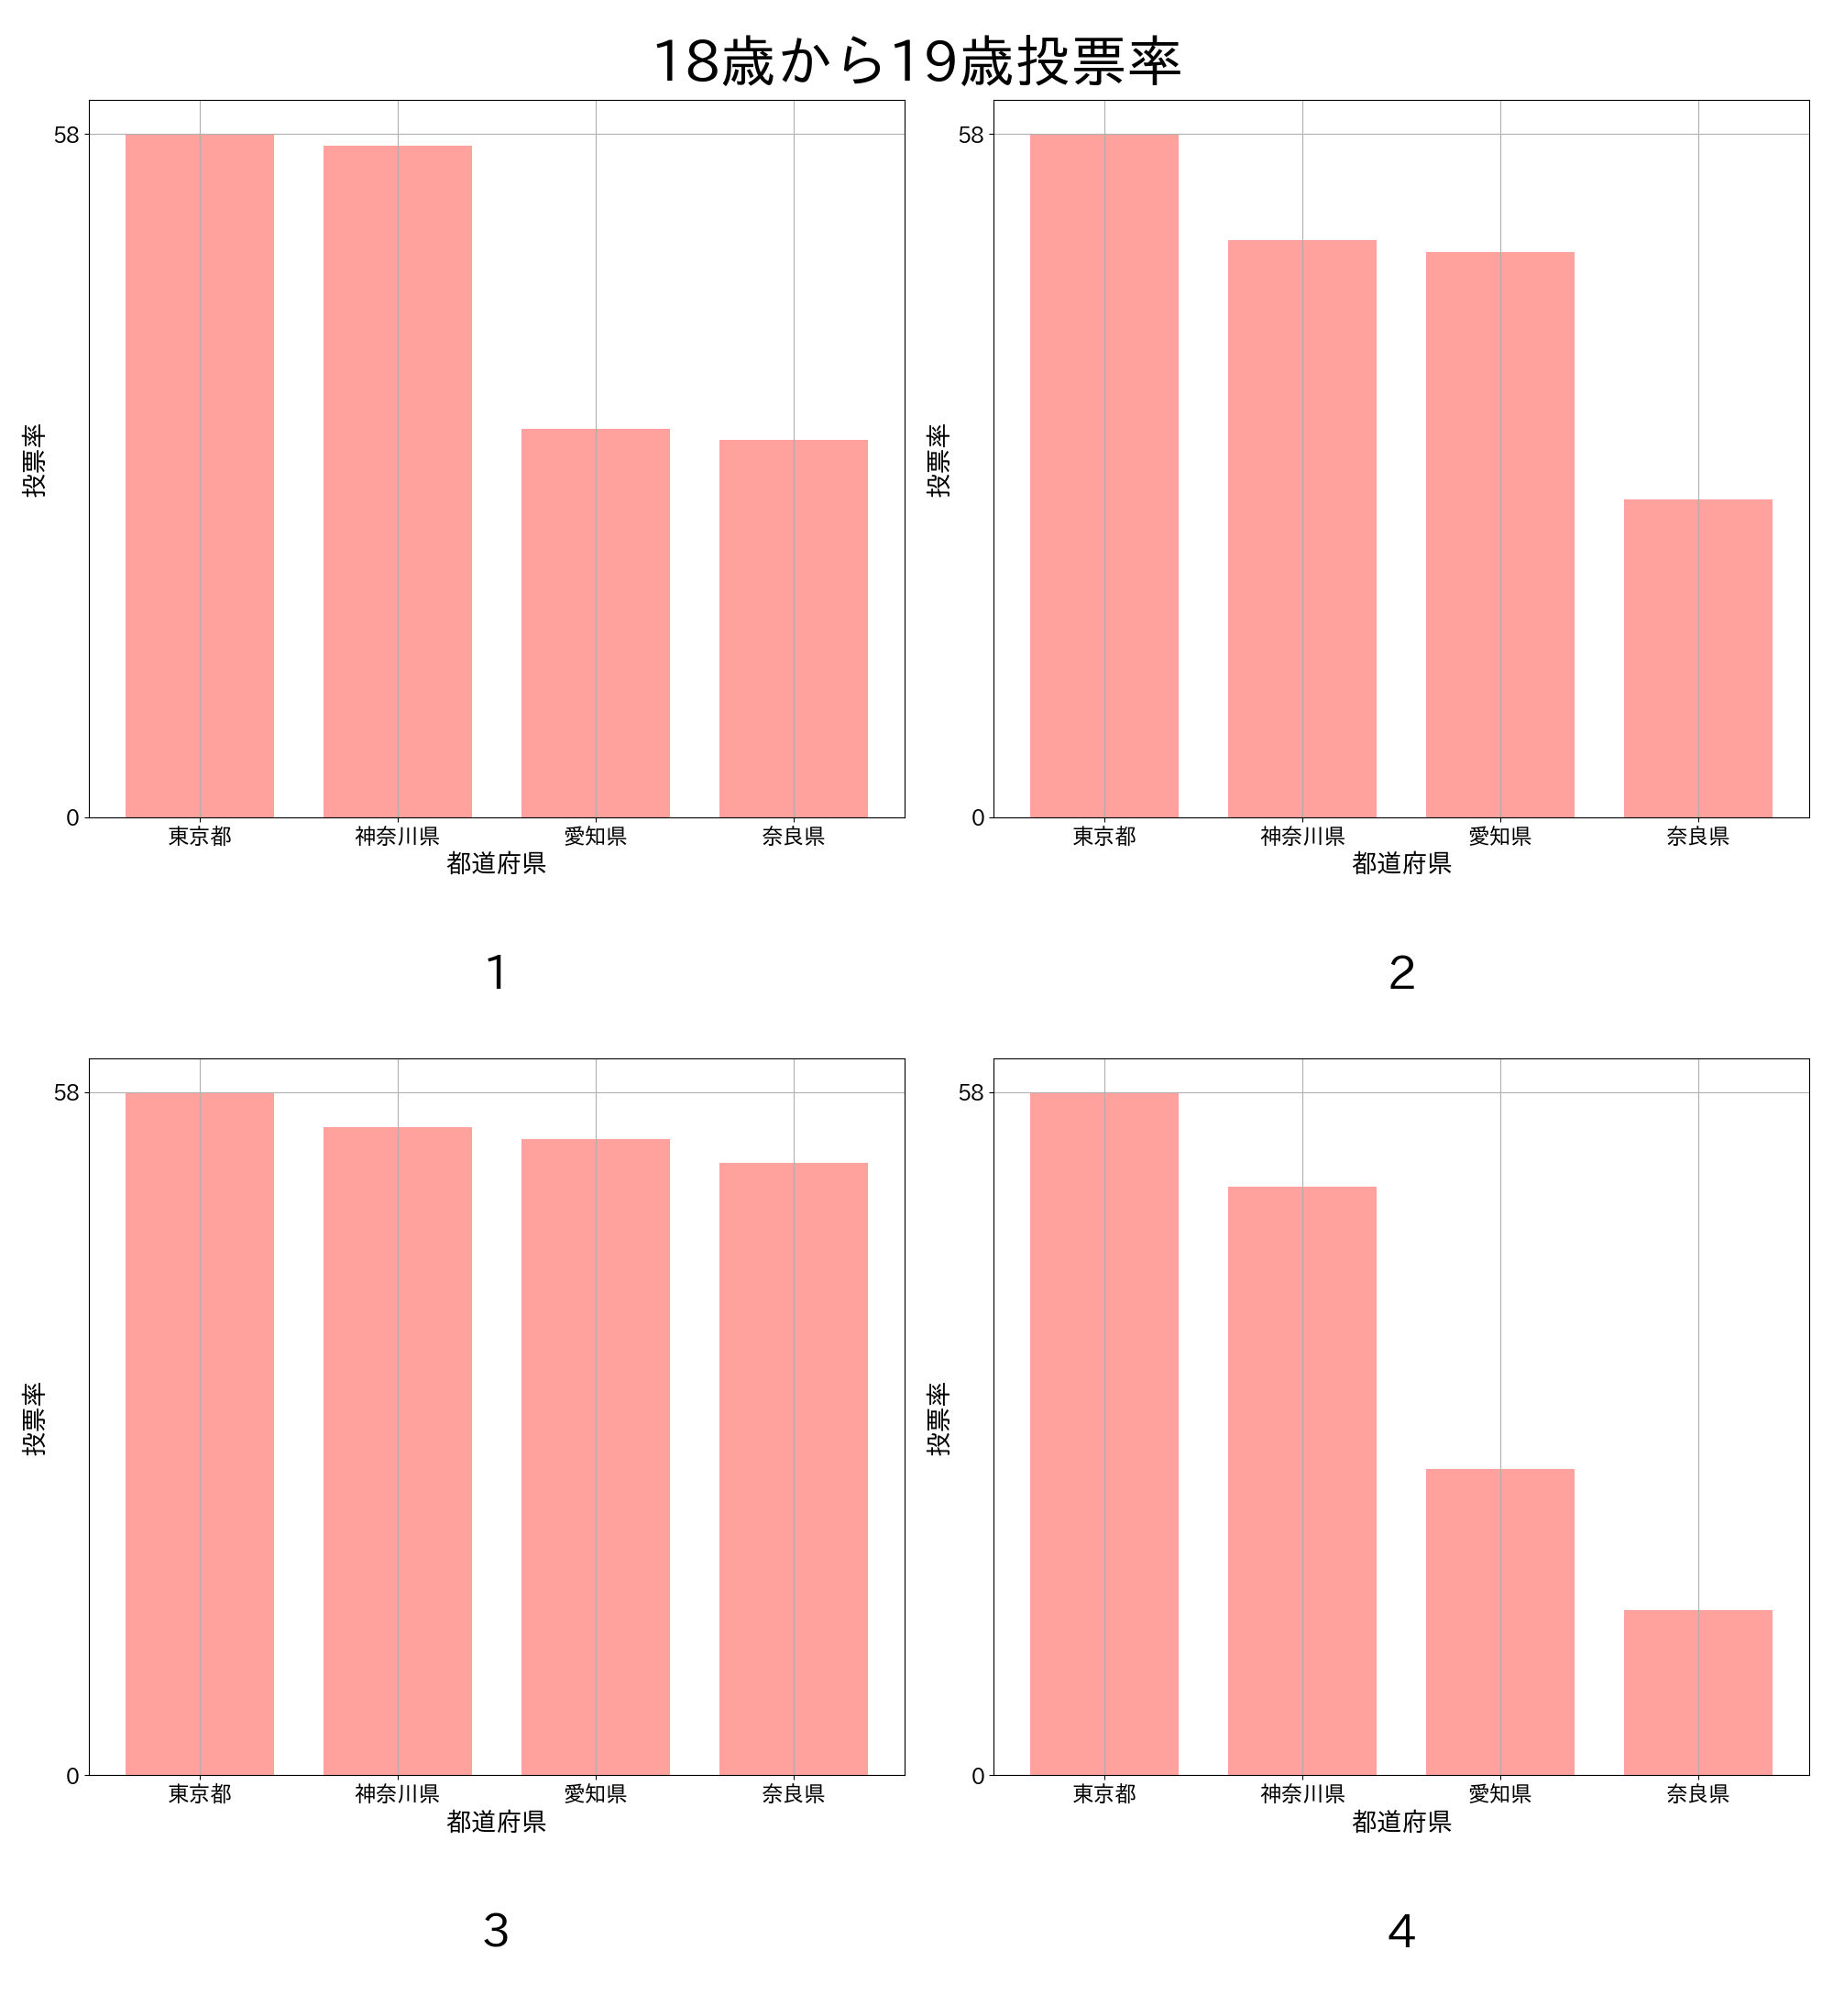 18歳から19歳投票率
58
0
投票率
東京都 神奈川県 愛知県 奈良県
都道府県
1
58
0
投票率
東京都 神奈川県 愛知県 奈良県
都道府県
2
58
0
投票率
東京都 神奈川県 愛知県 奈良県
都道府県
3
58
0
投票率
東京都 神奈川県 愛知県 奈良県
都道府県
4